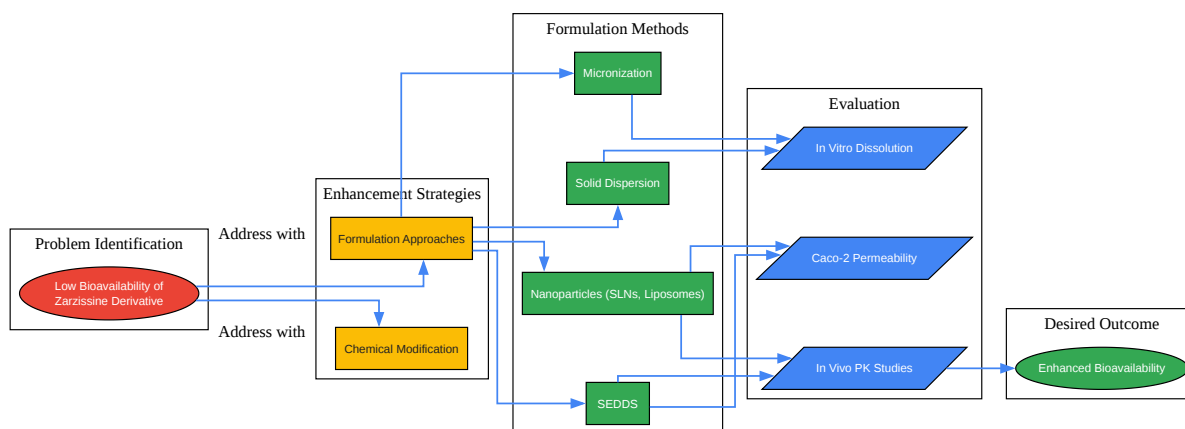 Problem Identification
Low Bioavailability of
Zarzissine Derivative
Address with
Address with
Enhancement Strategies
Formulation Approaches
Chemical Modification
Formulation Methods
Micronization
Solid Dispersion
Nanoparticles (SLNs, Liposomes)
SEDDS
Evaluation
In Vitro Dissolution
Caco-2 Permeability
In Vivo PK Studies
Desired Outcome
Enhanced Bioavailability